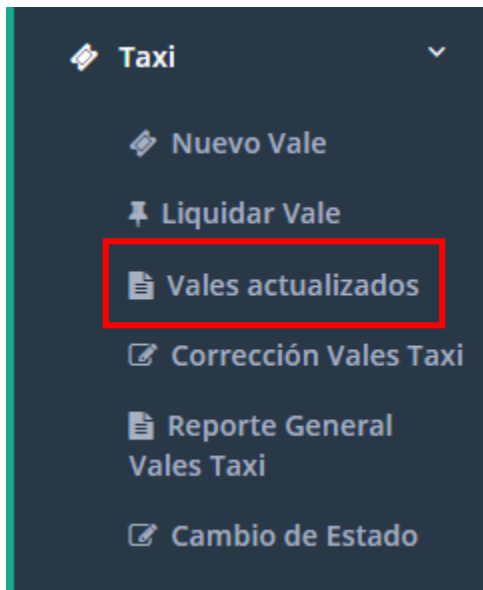 Taxi
Nuevo Vale
Liquidar Vale
Vales actualizados
Corrección Vales Taxi
Reporte General
Vales Taxi
Cambio de Estado